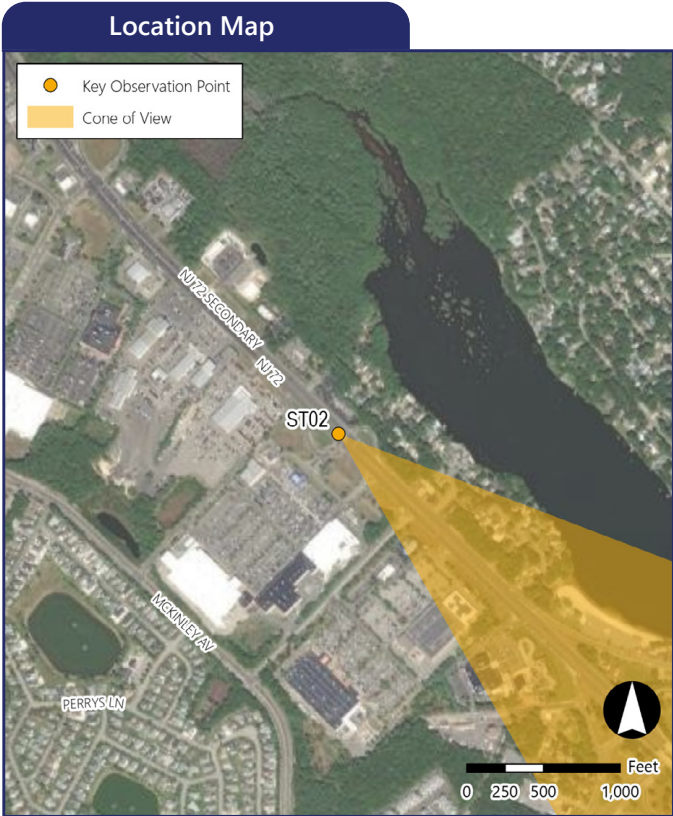 Location Map
Key Observation Point
Cone of View
NJ 72-SECONDARY
NJ 72
ST02
MCKINLEY AV
PERRYS LN
Feet
0 250 500 1,000